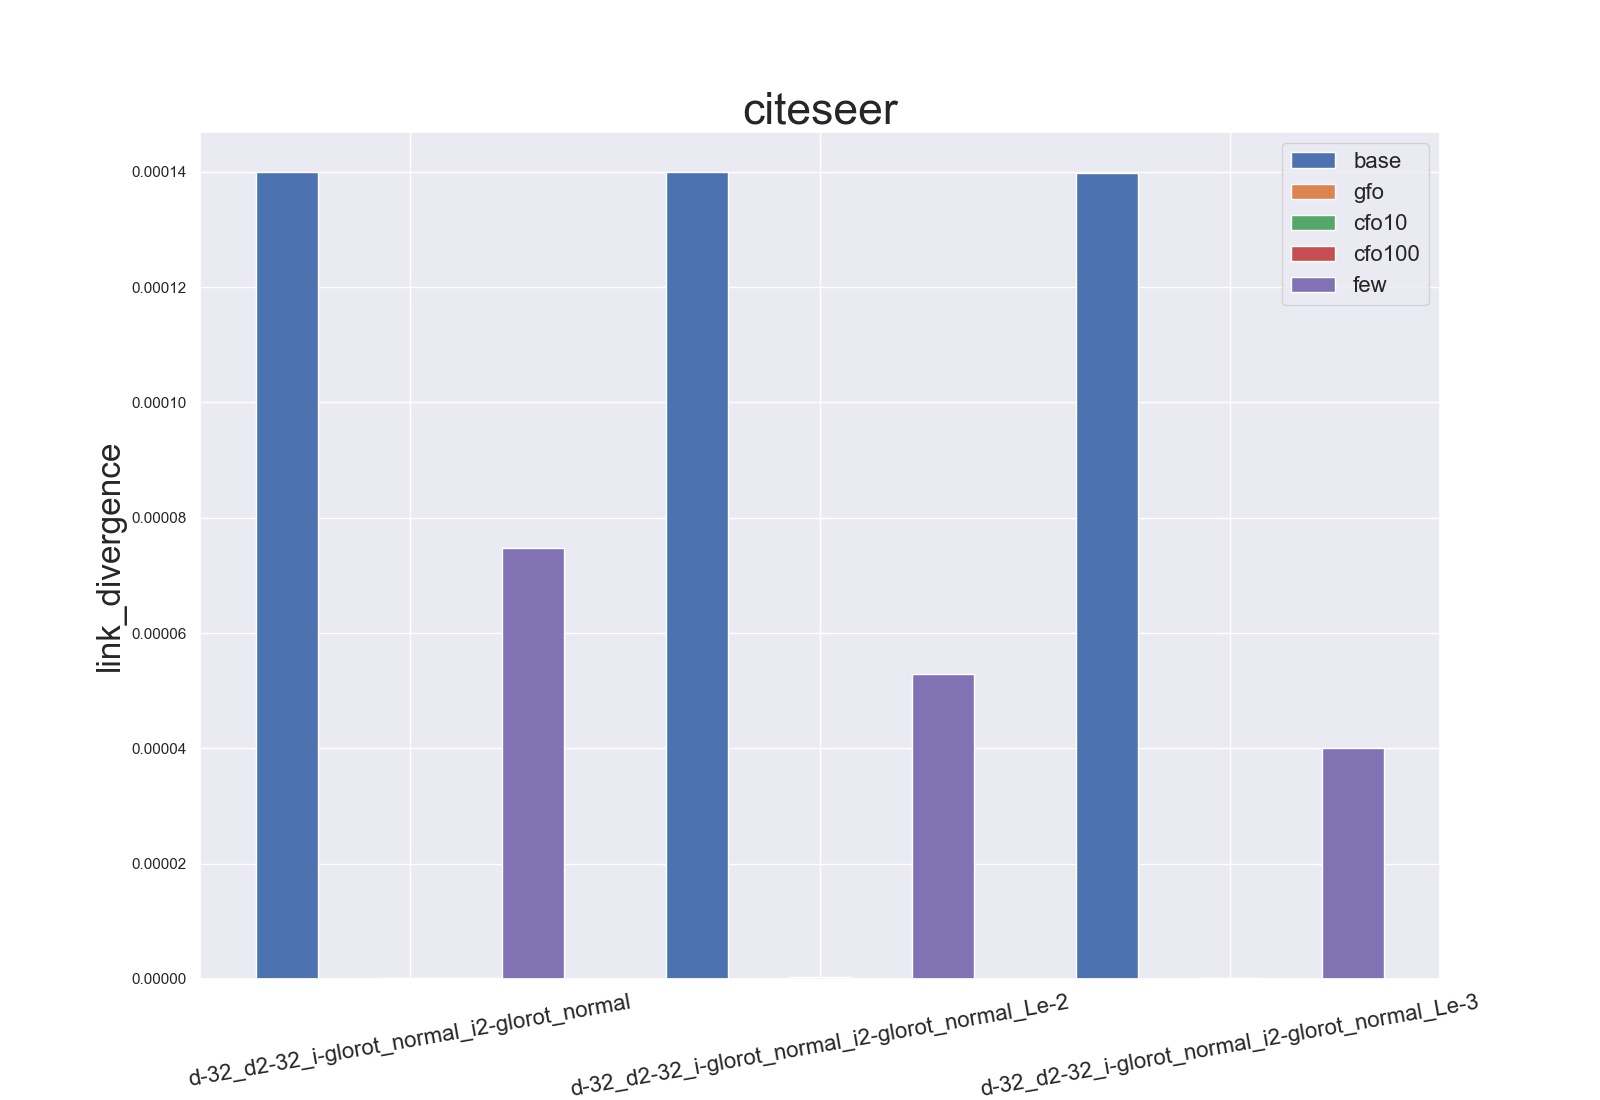 citeseer
base
gfo
cfo10
cfo100
few
link_divergence
0.00014
0.00012
0.00010
0.00008
0.00006
0.00004
0.00002
0.00000
d-32_d2-32_i-glorot_normal_i2-glorot_normal
d-32_d2-32_i-glorot_normal_i2-glorot_normal_Le-2
d-32_d2-32_i-glorot_normal_i2-glorot_normal_Le-3